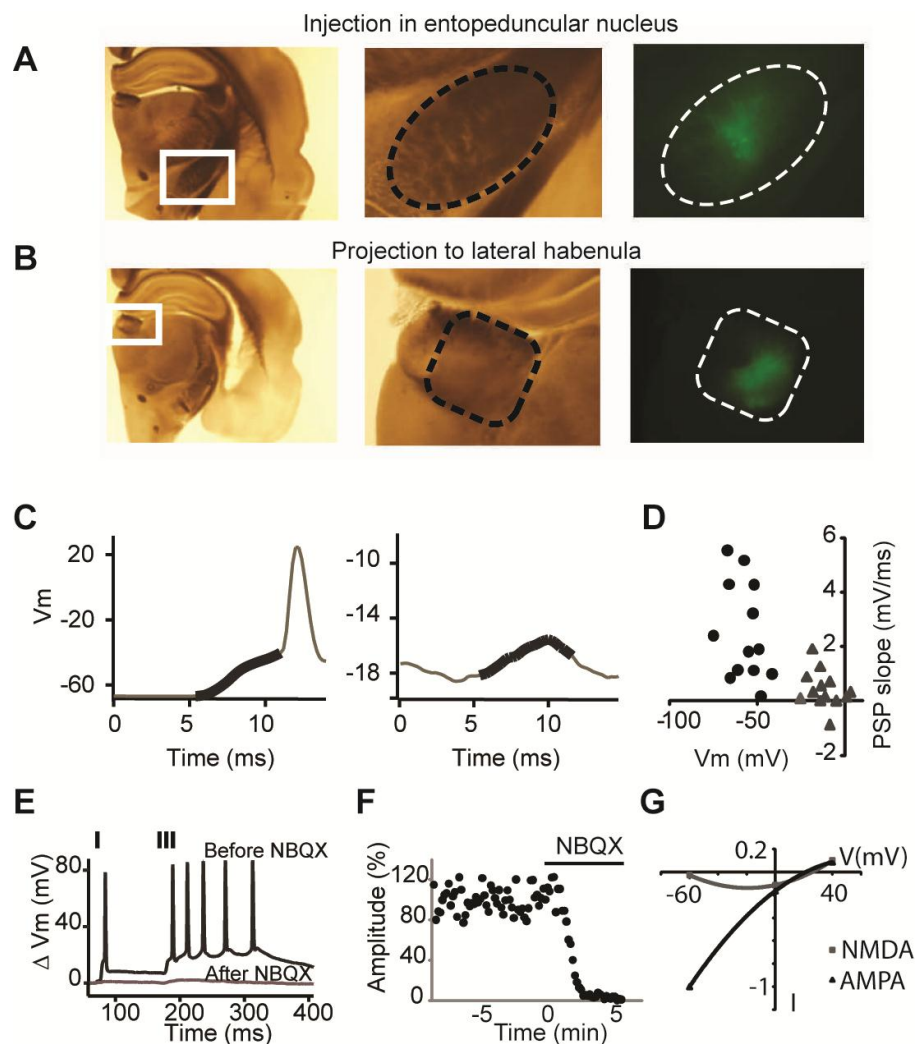 Injection in entopeduncular nucleus
A
Projection to lateral habenula
B
C
Vm
20
-20
-60
0 5 10
Time (ms)
-10
-14
-18
0 5 10
Time (ms)
D
6
4
2
-2
PSP slope (mV/ms)
-100 -50
Vm (mV)
E
I III
Before NBQX
After NBQX
Δ Vm (mV)
80
40
0
100 200 300 400
Time (ms)
F
NBQX
Amplitude (%)
120
80
40
0
-5 0 5
Time (min)
G
0.2
V(mV)
-60
40
NMDA
AMPA
-1
I